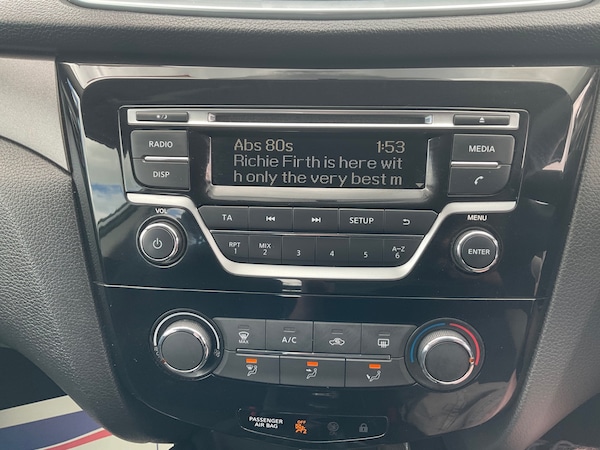 RADIO
DISP
Abs 80s 1:53
Richie Firth is here wit
h only the very best m
MEDIA
VOL
TA SETUP
MENU
RPT MIX A-Z
1 2 3 4 5 6
ENTER
MAX A/C
PASSENGER
AIR BAG
OFF